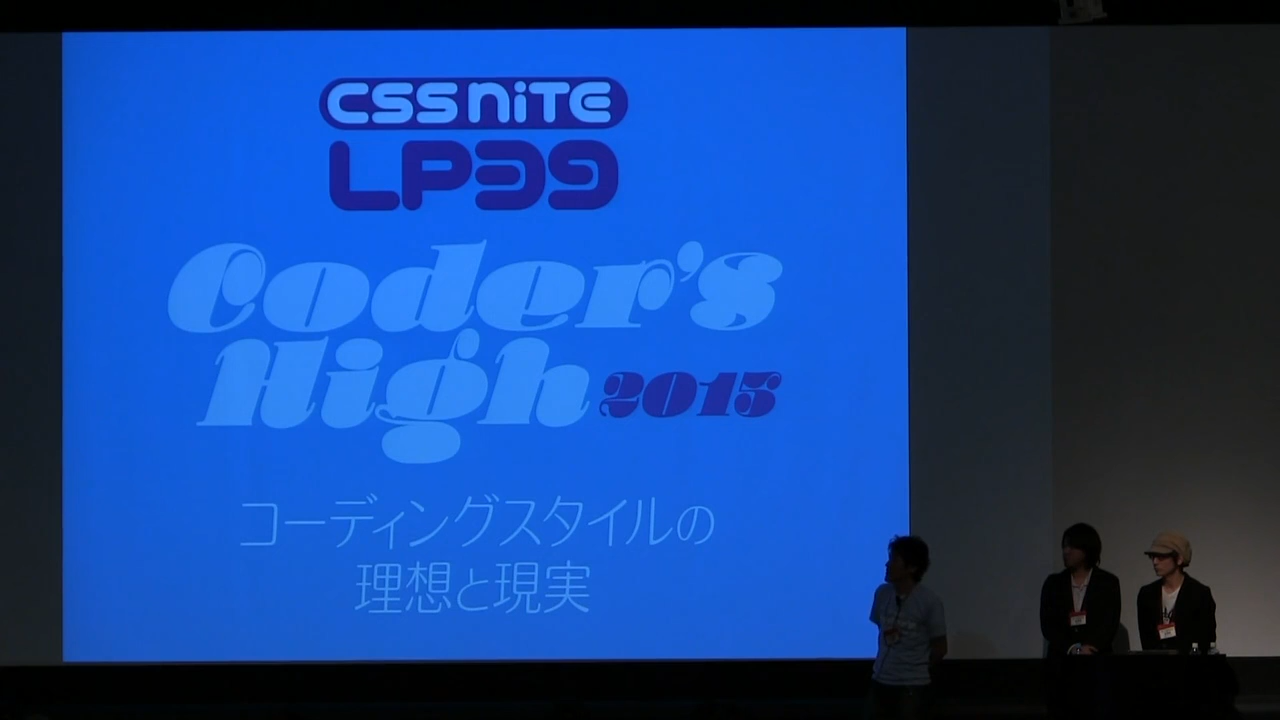 CSS NiTE
LP39
Coder's
High 2015
コーディングスタイルの
理想と現実